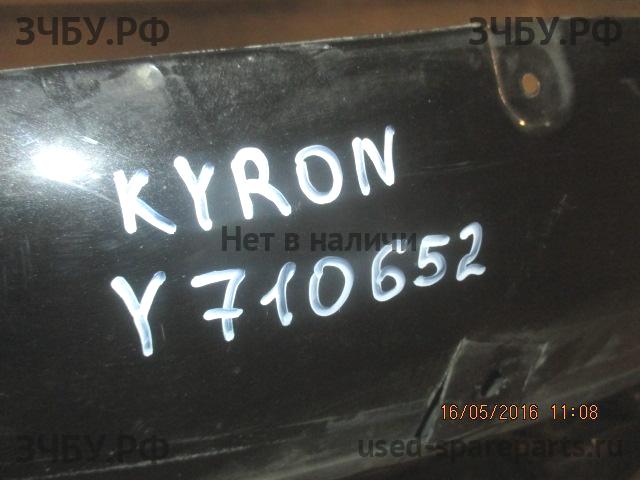 ЗЧБУ.РФ ЗЧБУ.РФ
KYRON
Нет в наличии
Y710652
16/05/2016 11:08
ЗЧБУ.РФ used-spareparts.ru